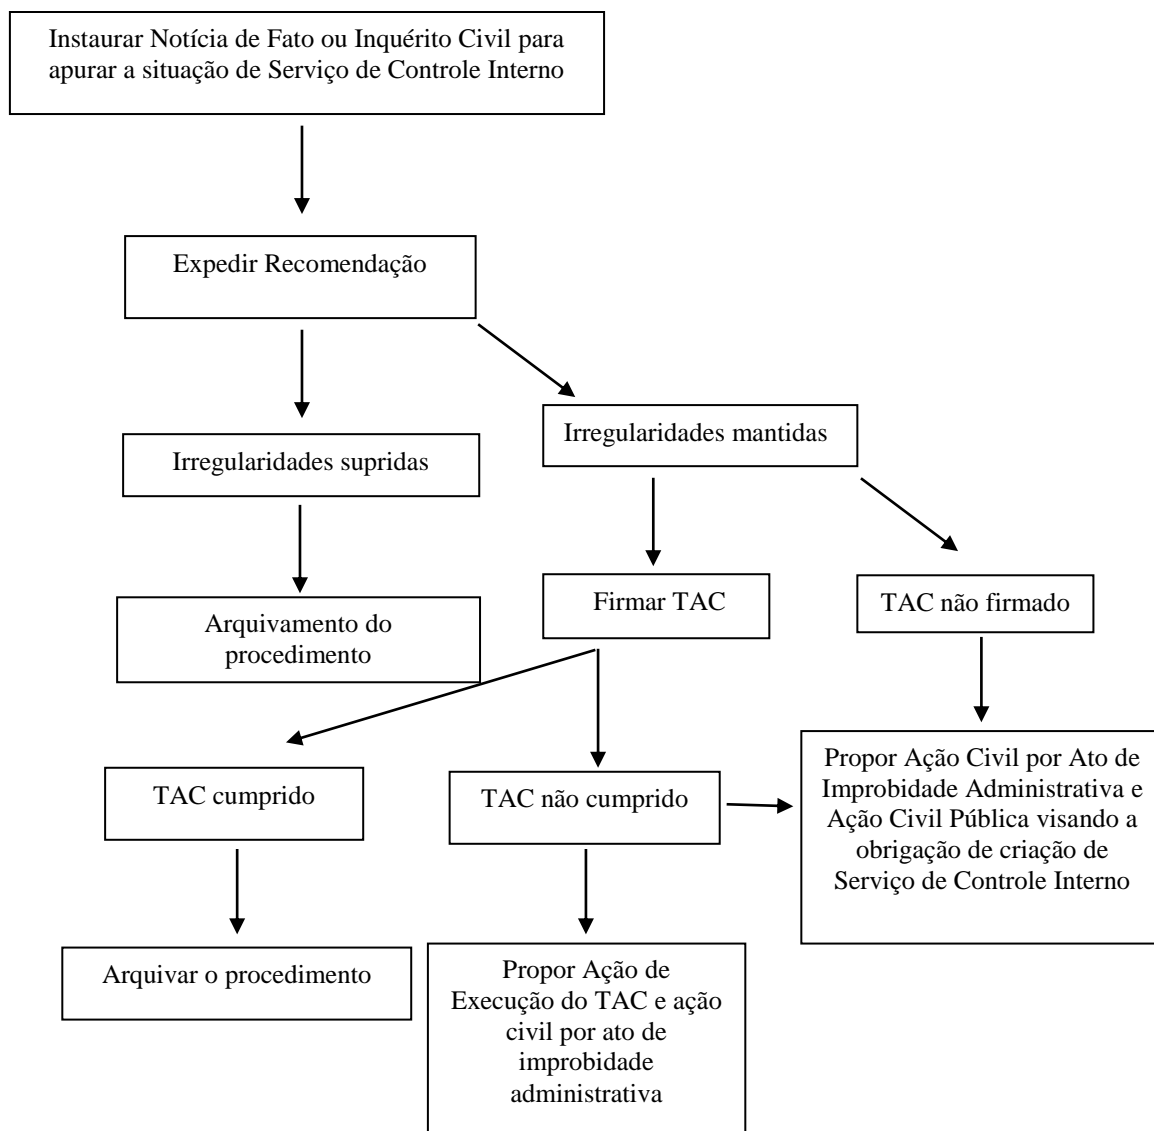 Instaurar Notícia de Fato ou Inquérito Civil para
apurar a situação de Serviço de Controle Interno
Expedir Recomendação
Irregularidades mantidas
Irregularidades supridas
Firmar TAC
TAC não firmado
Arquivamento do
procedimento
Propor Ação Civil por Ato de
Improbidade Administrativa e
Ação Civil Pública visando a
obrigação de criação de
Serviço de Controle Interno
TAC cumprido
TAC não cumprido
Arquivar o procedimento
Propor Ação de
Execução do TAC e ação
civil por ato de
improbidade
administrativa